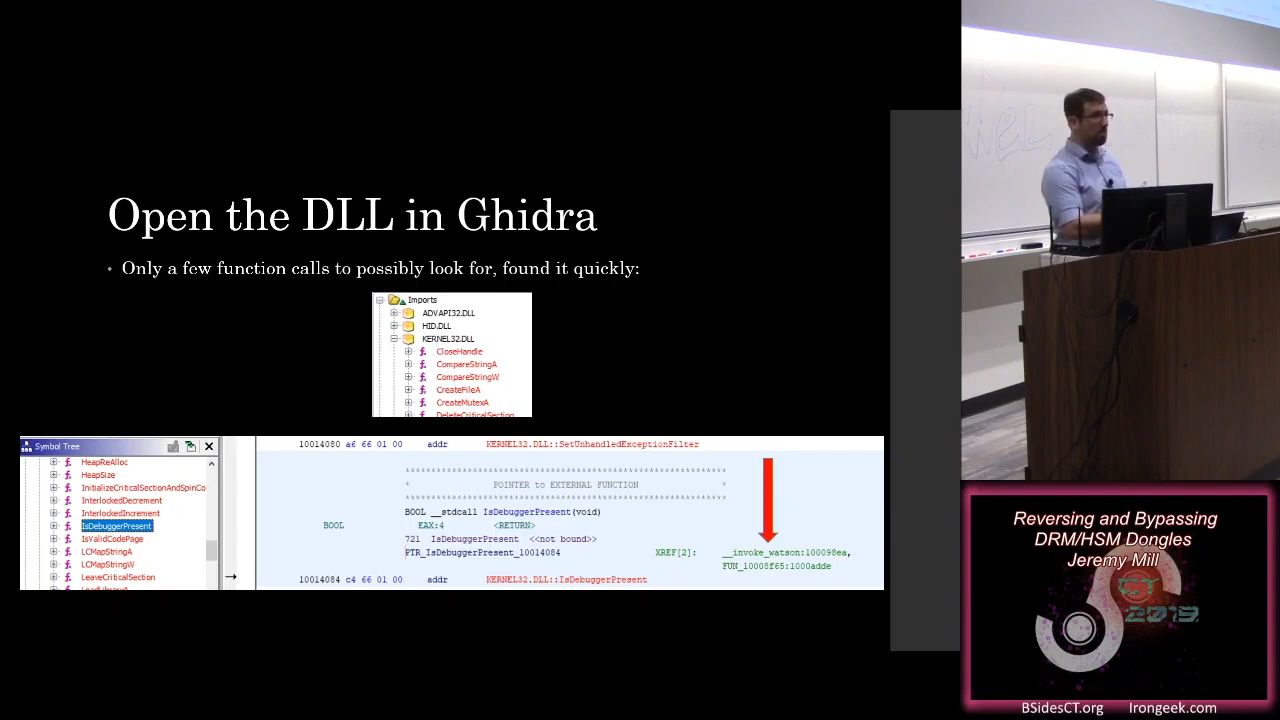 Open the DLL in Ghidra
• Only a few function calls to possibly look for, found it quickly:
Imports
ADVAPI32.DLL
HID.DLL
KERNEL32.DLL
CloseHandle
CompareStringA
CompareStringW
CreateFileA
CreateMutexA
DeleteCriticalSection
Symbol Tree
HeapReAlloc
HeapSize
InitializeCriticalSectionAndSpinCo
InterlockedDecrement
InterlockedIncrement
IsDebuggerPresent
IsValidCodePage
LCMapStringA
LCMapStringW
LeaveCriticalSection
LoadLibraryA
10014080 a6 66 01 00 addr KERNEL32.DLL::SetUnhandledExceptionFilter
* POINTER to EXTERNAL FUNCTION *
BOOL __stdcall IsDebuggerPresent(void)
BOOL EAX:4 <RETURN>
721 IsDebuggerPresent <<not bound>>
PTR_IsDebuggerPresent_10014084 XREF[2]: __invoke_watson:100098ea,
FUN_10008f65:1000adde
10014084 c4 66 01 00 addr KERNEL32.DLL::IsDebuggerPresent
Reversing and Bypassing
DRM/HSM Dongles
Jeremy Mill
CT
2019
BSidesCT.org Irongeek.com